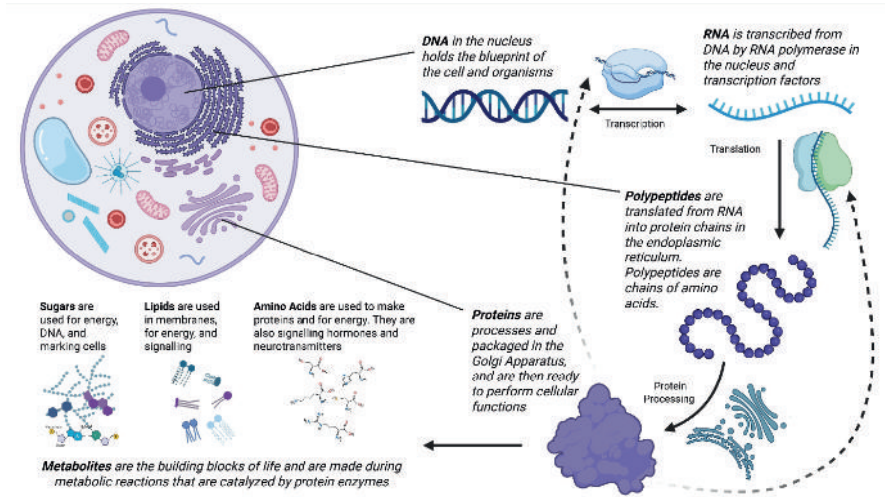 DNA in the nucleus
holds the blueprint of
the cell and organisms
Transcription
RNA is transcribed from
DNA by RNA polymerase in
the nucleus and
transcription factors
Translation
Polypeptides are
translated from RNA
into protein chains in
the endoplasmic
reticulum.
Polypeptides are
chains of amino
acids.
Sugars are
used for energy,
DNA, and
marking cells
Lipids are used
in membranes,
for energy, and
signalling
Amino Acids are used to make
proteins and for energy. They are
also signalling hormones and
neurotransmitters
Proteins are
processes and
packaged in the
Golgi Apparatus,
and are then ready
to perform cellular
functions
Protein
Processing
Metabolites are the building blocks of life and are made during
metabolic reactions that are catalyzed by protein enzymes